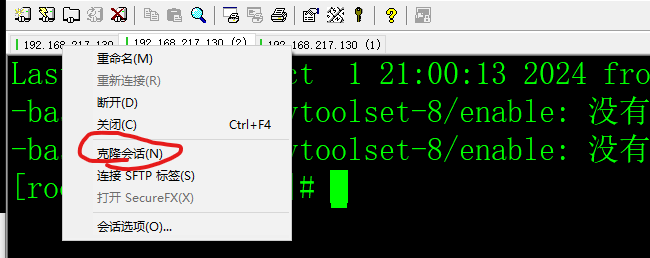 192.168.217.130 192.168.217.130 (2) 192.168.217.130 (1)
重命名(M)
重新连接(R)
断开(D)
关闭(C) Ctrl+F4
克隆会话(N)
连接 SFTP 标签(S)
打开 SecureFX(X)
会话选项(O)...
Las ct 1 21:00:13 2024 fro
-ba ytoolset-8/enable: 没有
-ba ytoolset-8/enable: 没有
[ro ]#